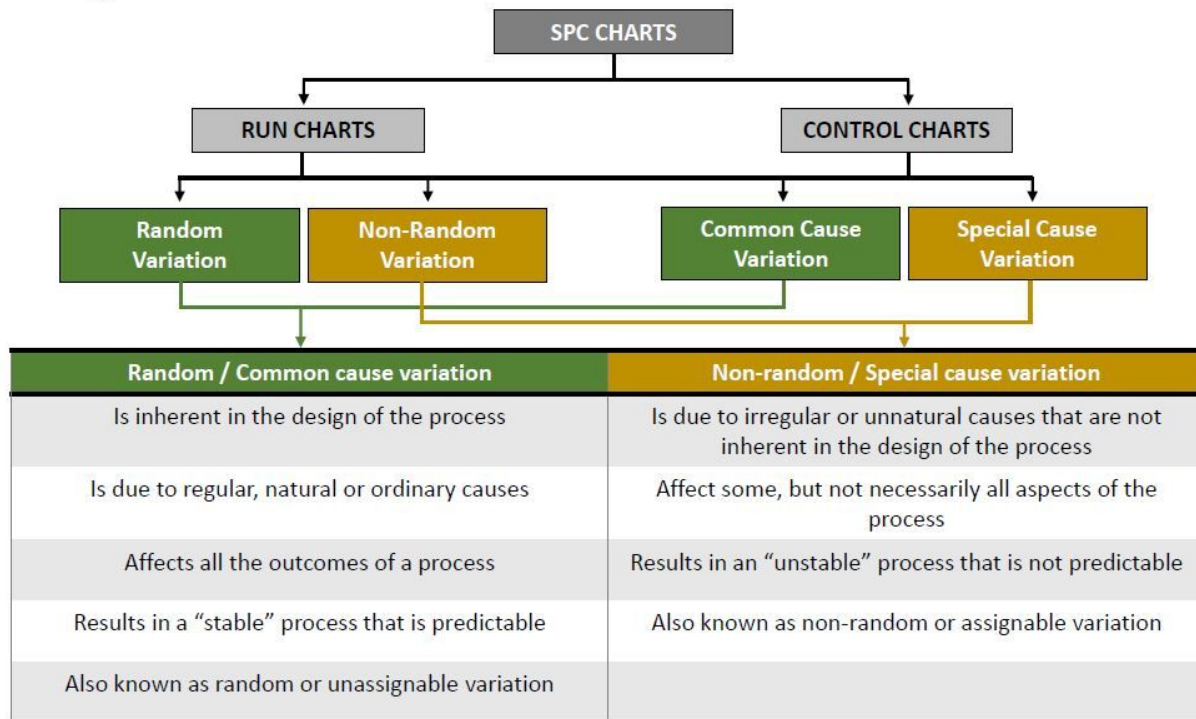 SPC CHARTS
RUN CHARTS
CONTROL CHARTS
Random
Variation
Non-Random
Variation
Common Cause
Variation
Special Cause
Variation
Random / Common cause variation
Non-random / Special cause variation
Is inherent in the design of the process
Is due to irregular or unnatural causes that are not
inherent in the design of the process
Is due to regular, natural or ordinary causes
Affect some, but not necessarily all aspects of the
process
Affects all the outcomes of a process
Results in an “unstable” process that is not predictable
Results in a “stable” process that is predictable
Also known as non-random or assignable variation
Also known as random or unassignable variation